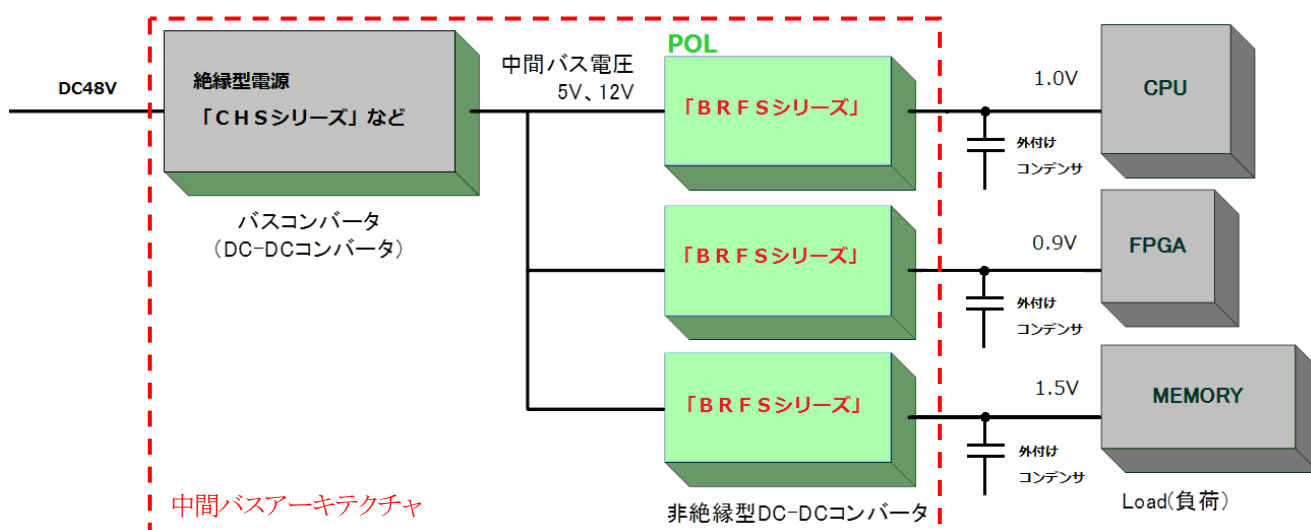 DC48V
絶縁型電源
「ＣＨＳシリーズ」など
バスコンバータ
(DC-DCコンバータ)
中間バス電圧
5V、12V
POL
「ＢＲＦＳシリーズ」
1.0V
外付け
コンデンサ
CPU
「ＢＲＦＳシリーズ」
0.9V
外付け
コンデンサ
FPGA
「ＢＲＦＳシリーズ」
1.5V
外付け
コンデンサ
MEMORY
中間バスアーキテクチャ
非絶縁型DC-DCコンバータ
Load(負荷)